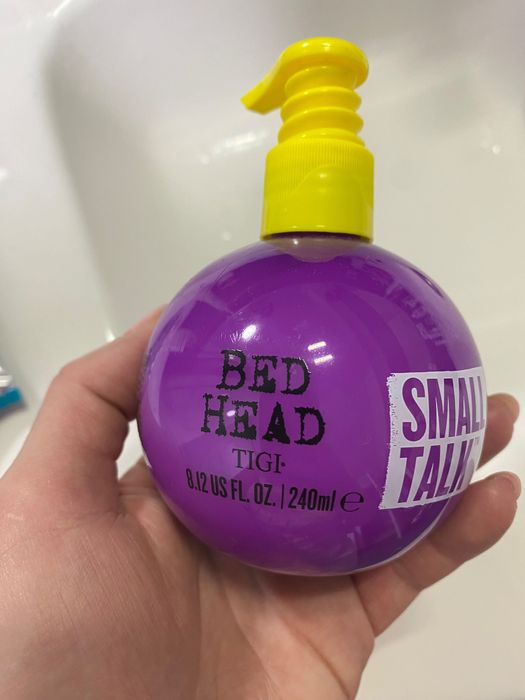 BED
HEAD
TIGI
8.12 US FL. OZ. | 240ml ℮
SMALL
TALK